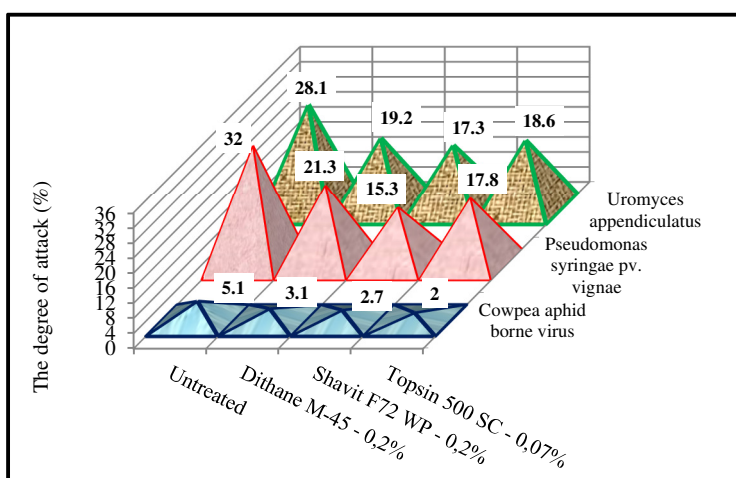 28.1
19.2
17.3
18.6
32
21.3
15.3
17.8
5.1
3.1
2.7
2
The degree of attack (%)
36
32
28
24
20
16
12
8
4
0
Untreated
Dithane M-45 - 0,2%
Shavit F72 WP - 0,2%
Topsin 500 SC - 0,07%
Uromyces
appendiculatus
Pseudomonas
syringae pv.
vignae
Cowpea aphid
borne virus